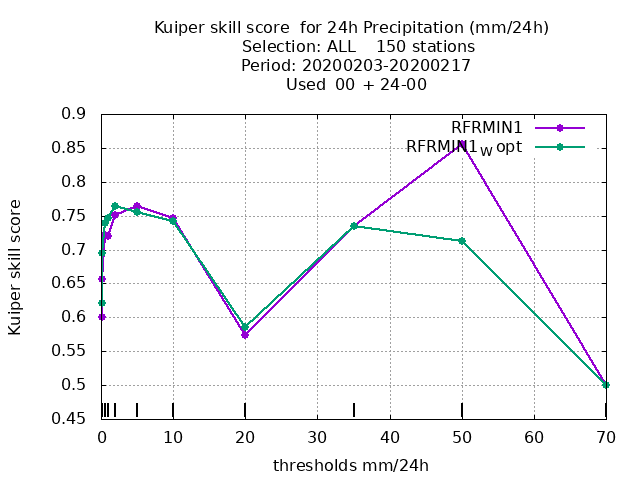 Kuiper skill score for 24h Precipitation (mm/24h)
Selection: ALL 150 stations
Period: 20200203-20200217
Used 00 + 24-00
RFRMIN1
RFRMIN1W opt
0.9
0.85
0.8
0.75
0.7
0.65
0.6
0.55
0.5
0.45
Kuiper skill score
0 10 20 30 40 50 60 70
thresholds mm/24h